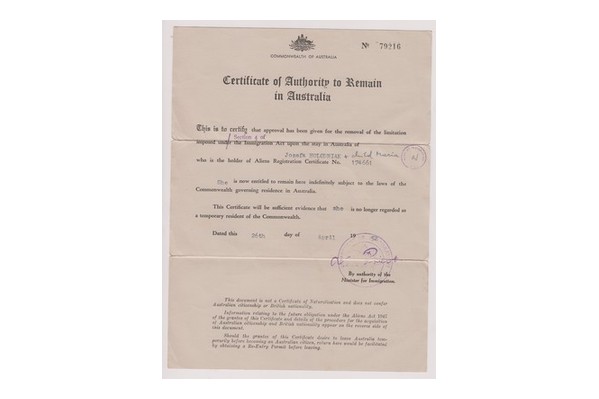 COMMONWEALTH OF AUSTRALIA
No 79216
Certificate of Authority to Remain
in Australia
This is to certify that approval has been given for the removal of the limitation
Section 4 of
imposed under the Immigration Act upon the stay in Australia of
+ child Maria
who is the holder of Aliens Registration Certificate No.
She is now entitled to remain here indefinitely subject to the laws of the
Commonwealth governing residence in Australia.
This Certificate will be sufficient evidence that she is no longer regarded as
a temporary resident of the Commonwealth.
Dated this day of April 19
By authority of the
Minister for Immigration.
This document is not a Certificate of Naturalisation and does not confer
Australian citizenship or British nationality.
Information relating to the future obligation under the Aliens Act 1947
of the grantee of this Certificate and details of the procedure for the acquisition
of Australian citizenship and British nationality appear on the reverse side of
this document.
Should the grantee of this Certificate desire to leave Australia tem-
porarily before becoming an Australian citizen, return here would be facilitated
by obtaining a Re-Entry Permit before leaving.